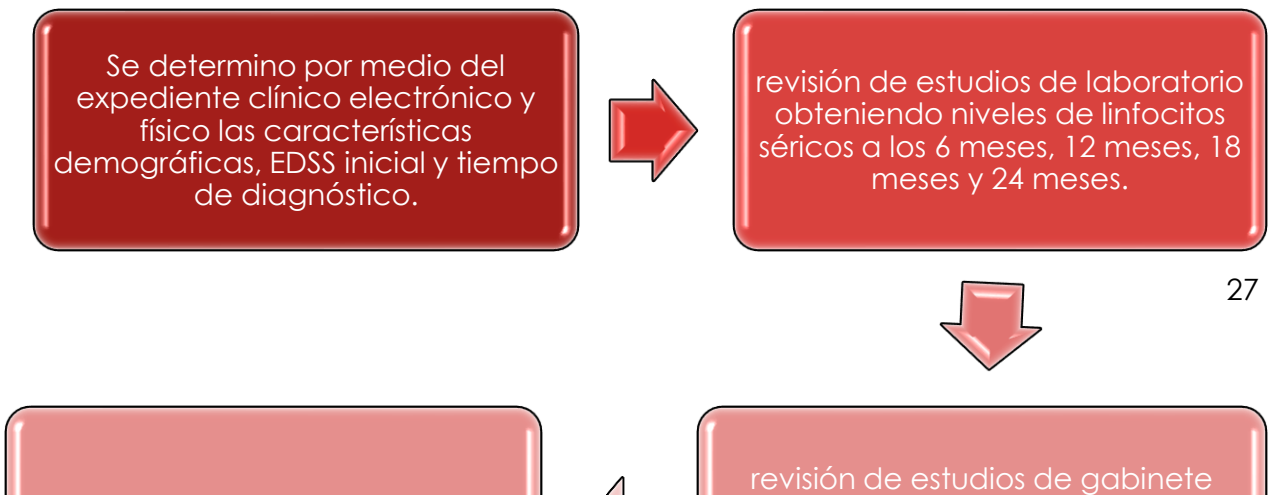 Se determino por medio del
expediente clínico electrónico y
físico las características
demográficas, EDSS inicial y tiempo
de diagnóstico.
revisión de estudios de laboratorio
obteniendo niveles de linfocitos
séricos a los 6 meses, 12 meses, 18
meses y 24 meses.
27
revisión de estudios de gabinete